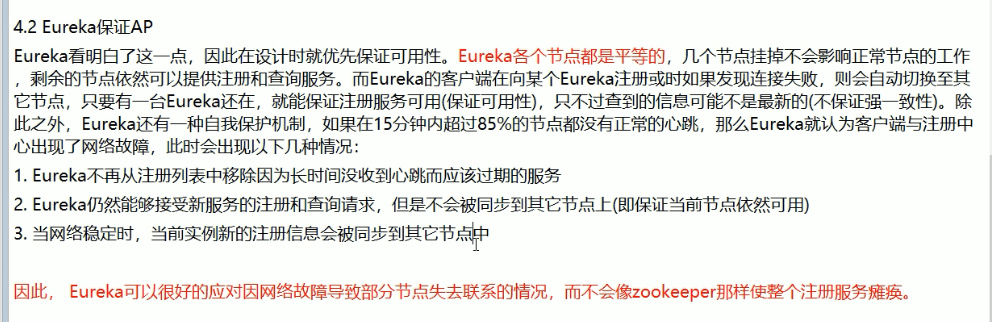 4.2 Eureka保证AP
Eureka看明白了这一点，因此在设计时就优先保证可用性。Eureka各个节点都是平等的，几个节点挂掉不会影响正常节点的工作
，剩余的节点依然可以提供注册和查询服务。而Eureka的客户端在向某个Eureka注册或时如果发现连接失败，则会自动切换至其
它节点，只要有一台Eureka还在，就能保证注册服务可用(保证可用性)，只不过查到的信息可能不是最新的(不保证强一致性)。除
此之外，Eureka还有一种自我保护机制，如果在15分钟内超过85%的节点都没有正常的心跳，那么Eureka就认为客户端与注册中
心出现了网络故障，此时会出现以下几种情况：
1. Eureka不再从注册列表中移除因为长时间没收到心跳而应该过期的服务
2. Eureka仍然能够接受新服务的注册和查询请求，但是不会被同步到其它节点上(即保证当前节点依然可用)
3. 当网络稳定时，当前实例新的注册信息会被同步到其它节点中
因此， Eureka可以很好的应对因网络故障导致部分节点失去联系的情况，而不会像zookeeper那样使整个注册服务瘫痪。